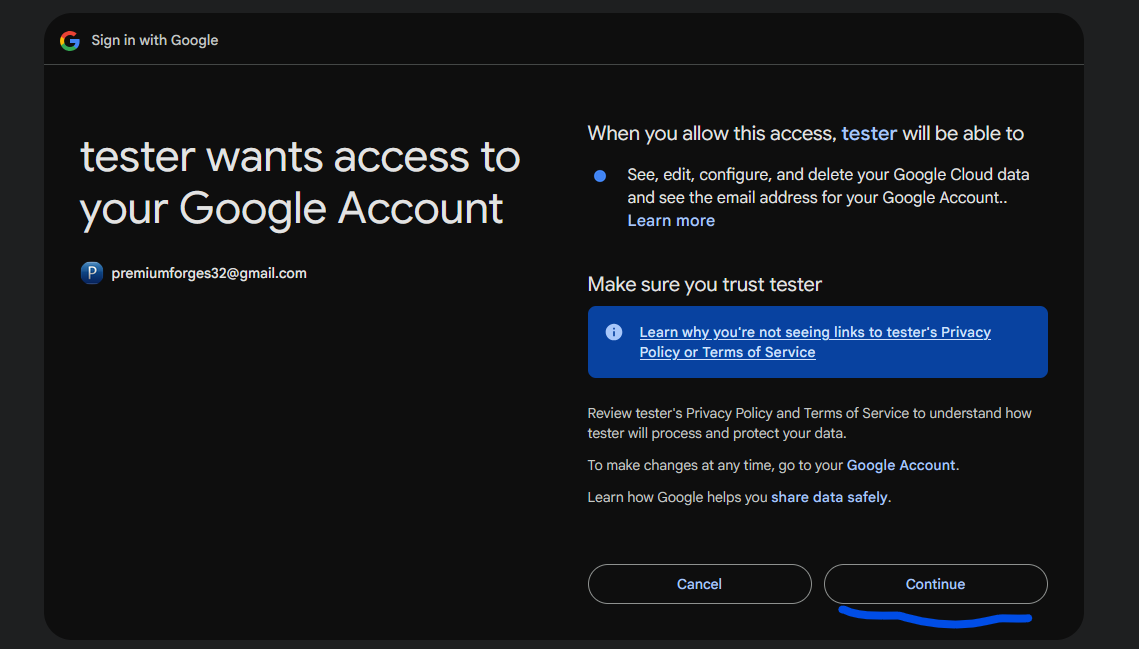 Sign in with Google
tester wants access to
your Google Account
P
premiumforges32@gmail.com
When you allow this access, tester will be able to
See, edit, configure, and delete your Google Cloud data
and see the email address for your Google Account..
Learn more
Make sure you trust tester
Learn why you're not seeing links to tester's Privacy
Policy or Terms of Service
Review tester's Privacy Policy and Terms of Service to understand how
tester will process and protect your data.
To make changes at any time, go to your Google Account.
Learn how Google helps you share data safely.
Cancel
Continue